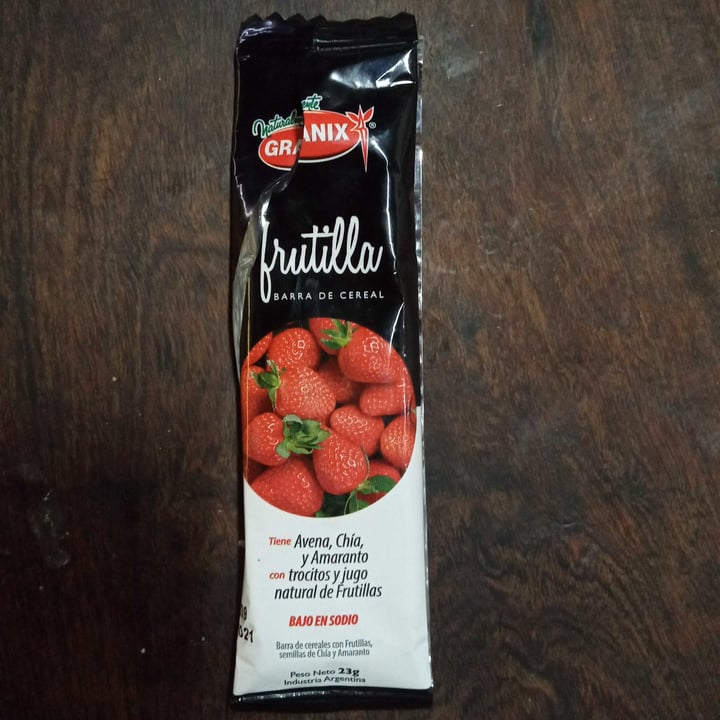 Naturalmente
GRANIX®
frutilla
BARRA DE CEREAL
Tiene Avena, Chía,
y Amaranto
con trocitos y jugo
natural de Frutillas
BAJO EN SODIO
Barra de cereales con Frutillas,
semillas de Chía y Amaranto
Peso Neto 23g
Industria Argentina